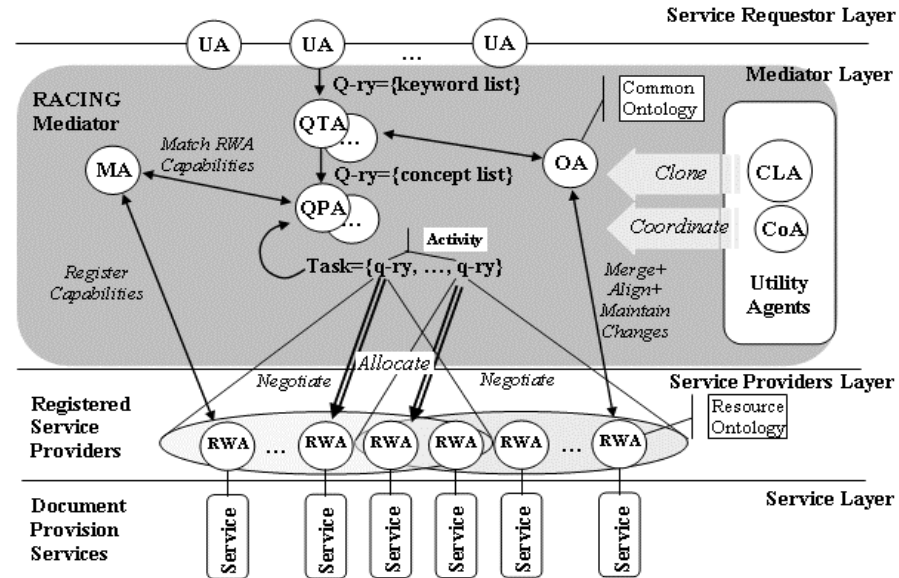 Service Requestor Layer
UA
UA
...
UA
Mediator Layer
RACING
Mediator
Q-ry={keyword list}
Common
Ontology
QTA
...
Match RWA
Capabilities
MA
OA
Clone
CLA
Q-ry={concept list}
QPA
...
Coordinate
CoA
Activity
Task={q-ry, ..., q-ry}
Register
Capabilities
Merge+
Align+
Maintain
Changes
Utility
Agents
Allocate
Negotiate
Negotiate
Service Providers Layer
Registered
Service
Providers
Resource
Ontology
RWA
...
RWA
RWA
RWA
RWA
...
RWA
Service Layer
Document
Provision
Services
Service
Service
Service
Service
Service
Service